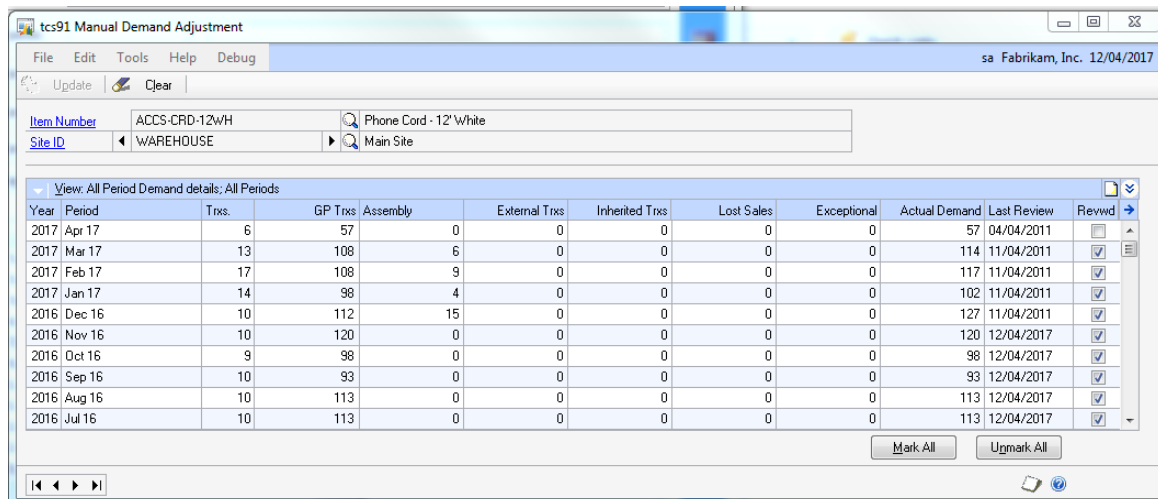 tcs91 Manual Demand Adjustment
File Edit Tools Help Debug sa Fabrikam, Inc. 12/04/2017
Update Clear
Item Number ACCS-CRD-12WH Phone Cord - 12' White
Site ID WAREHOUSE Main Site
View: All Period Demand details; All Periods
Year Period Trxs. GP Trxs Assembly External Trxs Inherited Trxs Lost Sales Exceptional Actual Demand Last Review Revwd
2017 Apr 17 6 57 0 0 0 0 0 57 04/04/2011
2017 Mar 17 13 108 6 0 0 0 0 114 11/04/2011
2017 Feb 17 17 108 9 0 0 0 0 117 11/04/2011
2017 Jan 17 14 98 4 0 0 0 0 102 11/04/2011
2016 Dec 16 10 112 15 0 0 0 0 127 11/04/2011
2016 Nov 16 10 120 0 0 0 0 0 120 12/04/2017
2016 Oct 16 9 98 0 0 0 0 0 98 12/04/2017
2016 Sep 16 10 93 0 0 0 0 0 93 12/04/2017
2016 Aug 16 10 113 0 0 0 0 0 113 12/04/2017
2016 Jul 16 10 113 0 0 0 0 0 113 12/04/2017
Mark All Unmark All